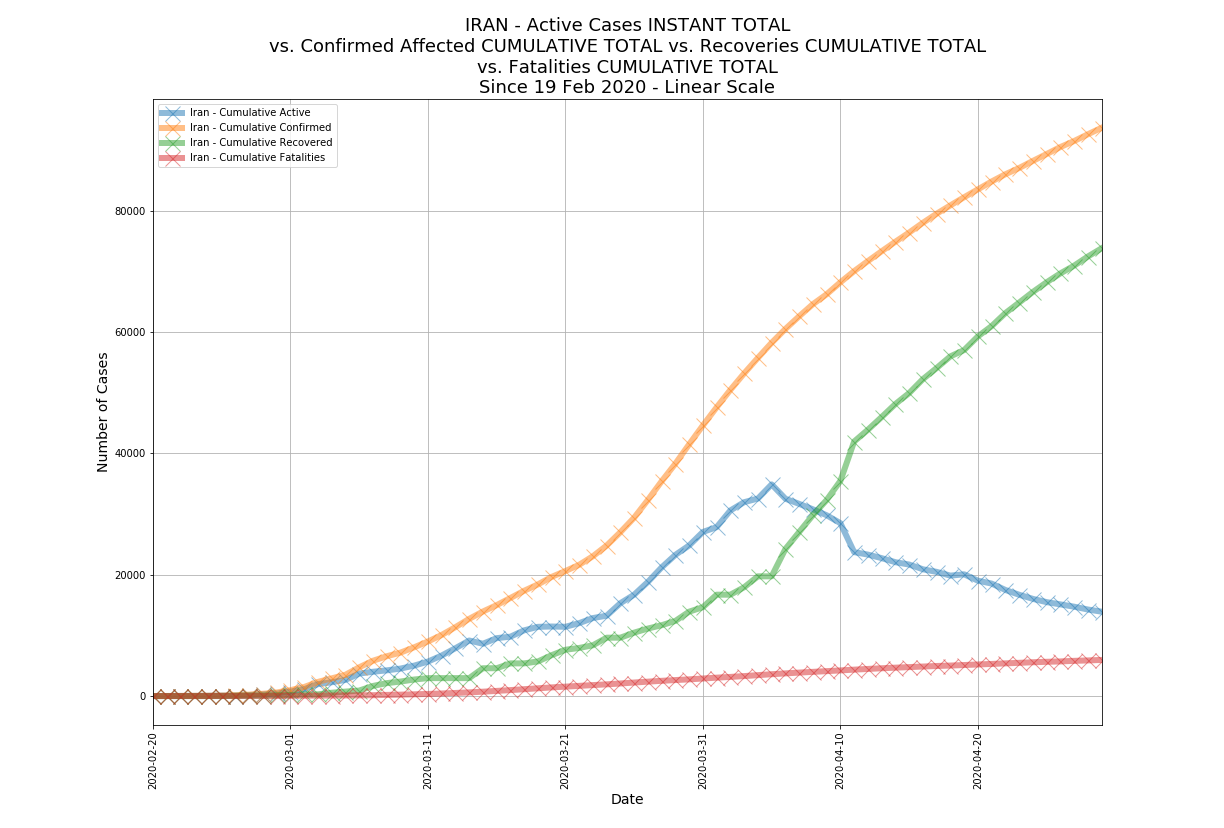 IRAN - Active Cases INSTANT TOTAL
vs. Confirmed Affected CUMULATIVE TOTAL vs. Recoveries CUMULATIVE TOTAL
vs. Fatalities CUMULATIVE TOTAL
Since 19 Feb 2020 - Linear Scale
Iran - Cumulative Active
Iran - Cumulative Confirmed
Iran - Cumulative Recovered
Iran - Cumulative Fatalities
Number of Cases
80000
60000
40000
20000
0
2020-02-20
2020-03-01
2020-03-11
2020-03-21
2020-03-31
2020-04-10
2020-04-20
Date